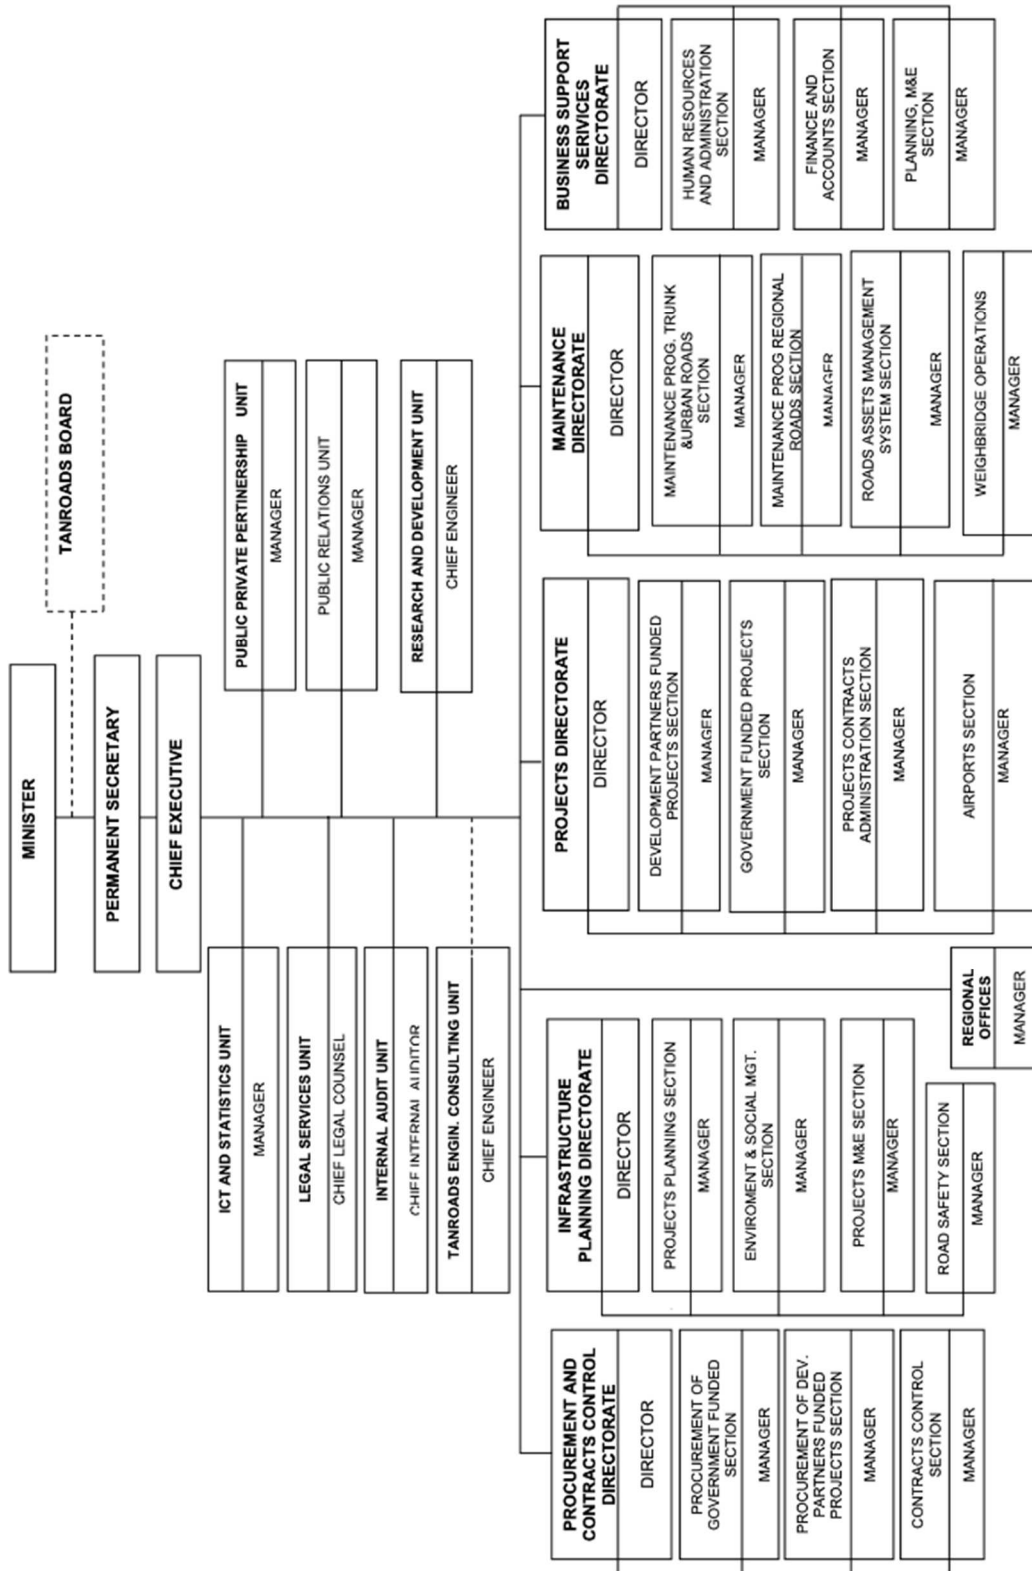 MINISTER
TANROADS BOARD
PERMANENT SECRETARY
CHIEF EXECUTIVE
ICT AND STATISTICS UNIT
MANAGER
LEGAL SERVICES UNIT
CHIEF LEGAL COUNSEL
INTERNAL AUDIT UNIT
CHIEF INTERNAL AUDITOR
TANROADS ENGIN. CONSULTING UNIT
CHIEF ENGINEER
PUBLIC PRIVATE PERTINERSHIP UNIT
MANAGER
PUBLIC RELATIONS UNIT
MANAGER
RESEARCH AND DEVELOPMENT UNIT
CHIEF ENGINEER
PROCUREMENT AND
CONTRACTS CONTROL
DIRECTORATE
DIRECTOR
PROCUREMENT OF
GOVERNMENT FUNDED
SECTION
MANAGER
PROCUREMENT OF DEV.
PARTNERS FUNDED
PROJECTS SECTION
MANAGER
CONTRACTS CONTROL
SECTION
MANAGER
INFRASTRUCTURE
PLANNING DIRECTORATE
DIRECTOR
PROJECTS PLANNING SECTION
MANAGER
ENVIROMENT & SOCIAL MGT.
SECTION
MANAGER
PROJECTS M&E SECTION
MANAGER
ROAD SAFETY SECTION
MANAGER
REGIONAL
OFFICES
MANAGER
PROJECTS DIRECTORATE
DIRECTOR
DEVELOPMENT PARTNERS FUNDED
PROJECTS SECTION
MANAGER
GOVERNMENT FUNDED PROJECTS
SECTION
MANAGER
PROJECTS CONTRACTS
ADMINISTRATION SECTION
MANAGER
AIRPORTS SECTION
MANAGER
MAINTENANCE
DIRECTORATE
DIRECTOR
MAINTENANCE PROG. TRUNK
&URBAN ROADS
SECTION
MANAGER
MAINTENANCE PROG REGIONAL
ROADS SECTION
MANAGER
ROADS ASSETS MANAGEMENT
SYSTEM SECTION
MANAGER
WEIGHBRIDGE OPERATIONS
MANAGER
BUSINESS SUPPORT
SERIVICES
DIRECTORATE
DIRECTOR
HUMAN RESOURCES
AND ADMINISTRATION
SECTION
MANAGER
FINANCE AND
ACCOUNTS SECTION
MANAGER
PLANNING, M&E
SECTION
MANAGER